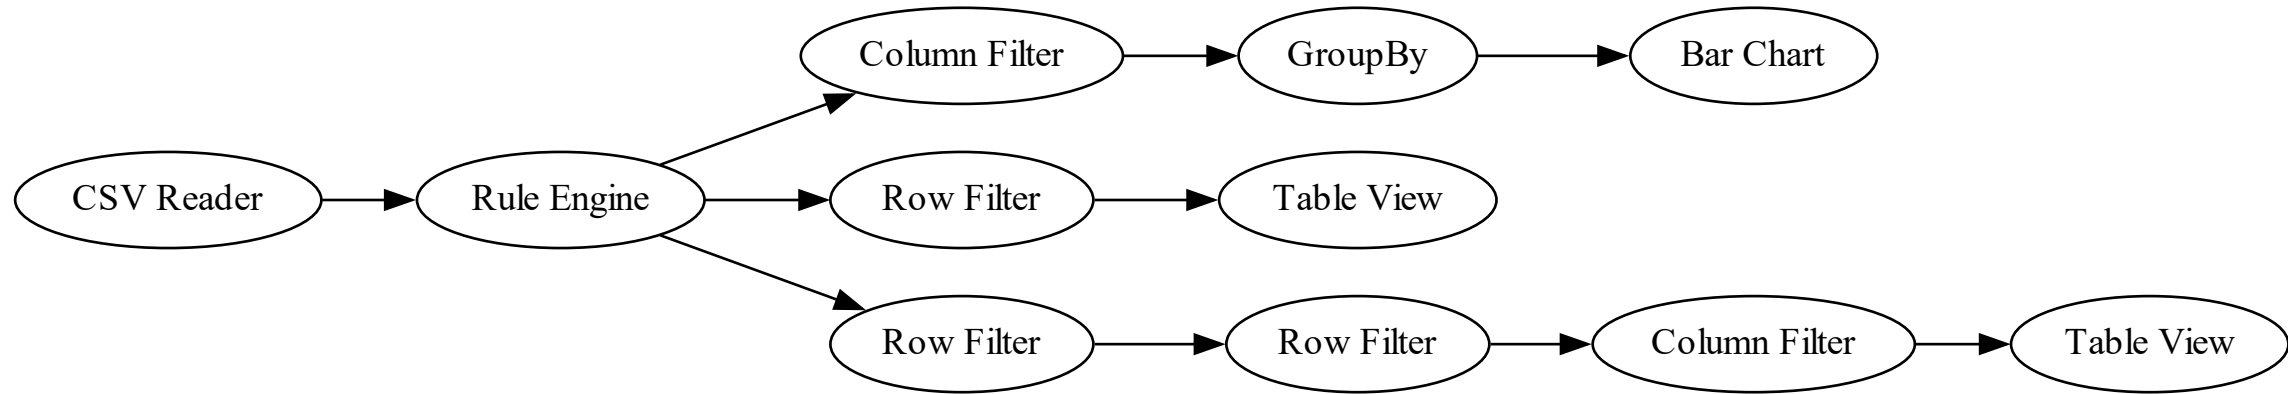 Column Filter
GroupBy
Bar Chart
CSV Reader
Rule Engine
Row Filter
Table View
Row Filter
Row Filter
Column Filter
Table View